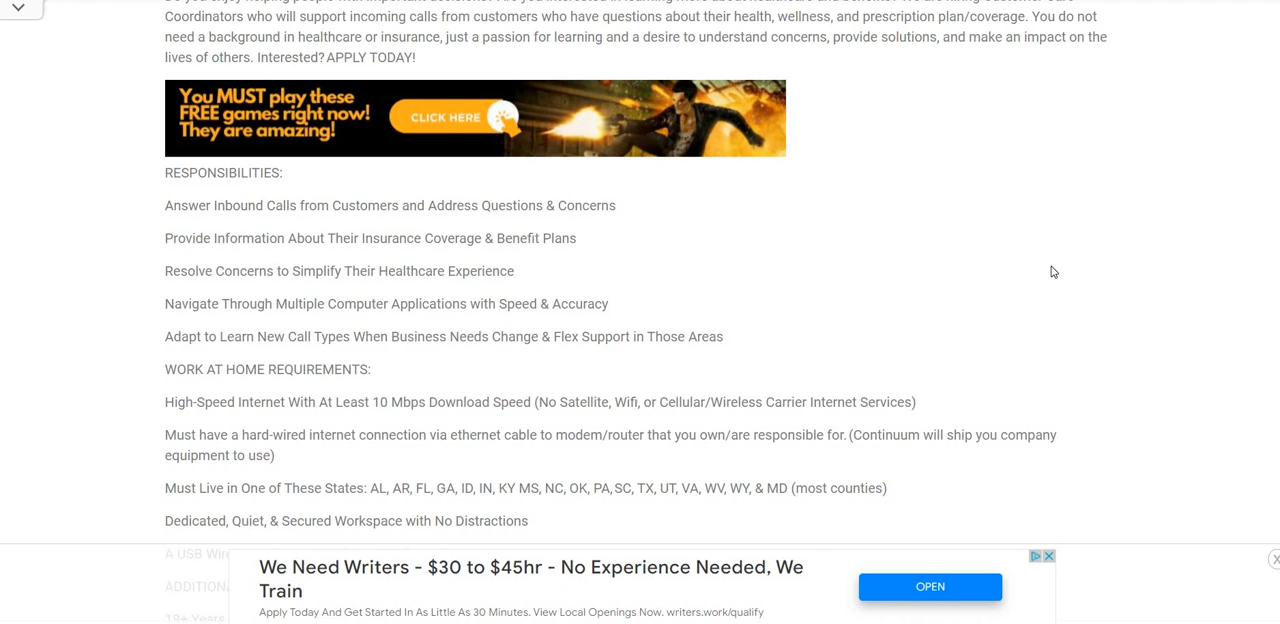 Coordinators who will support incoming calls from customers who have questions about their health, wellness, and prescription plan/coverage. You do not
need a background in healthcare or insurance, just a passion for learning and a desire to understand concerns, provide solutions, and make an impact on the
lives of others. Interested? APPLY TODAY!
You MUST play these
FREE games right now!
They are amazing!
CLICK HERE
RESPONSIBILITIES:
Answer Inbound Calls from Customers and Address Questions & Concerns
Provide Information About Their Insurance Coverage & Benefit Plans
Resolve Concerns to Simplify Their Healthcare Experience
Navigate Through Multiple Computer Applications with Speed & Accuracy
Adapt to Learn New Call Types When Business Needs Change & Flex Support in Those Areas
WORK AT HOME REQUIREMENTS:
High-Speed Internet With At Least 10 Mbps Download Speed (No Satellite, Wifi, or Cellular/Wireless Carrier Internet Services)
Must have a hard-wired internet connection via ethernet cable to modem/router that you own/are responsible for. (Continuum will ship you company
equipment to use)
Must Live in One of These States: AL, AR, FL, GA, ID, IN, KY MS, NC, OK, PA, SC, TX, UT, VA, WV, WY, & MD (most counties)
Dedicated, Quiet, & Secured Workspace with No Distractions
A USB Wire
ADDITIONA
18+ Years
We Need Writers - $30 to $45hr - No Experience Needed, We
Train
Apply Today And Get Started In As Little As 30 Minutes. View Local Openings Now. writers.work/qualify
OPEN